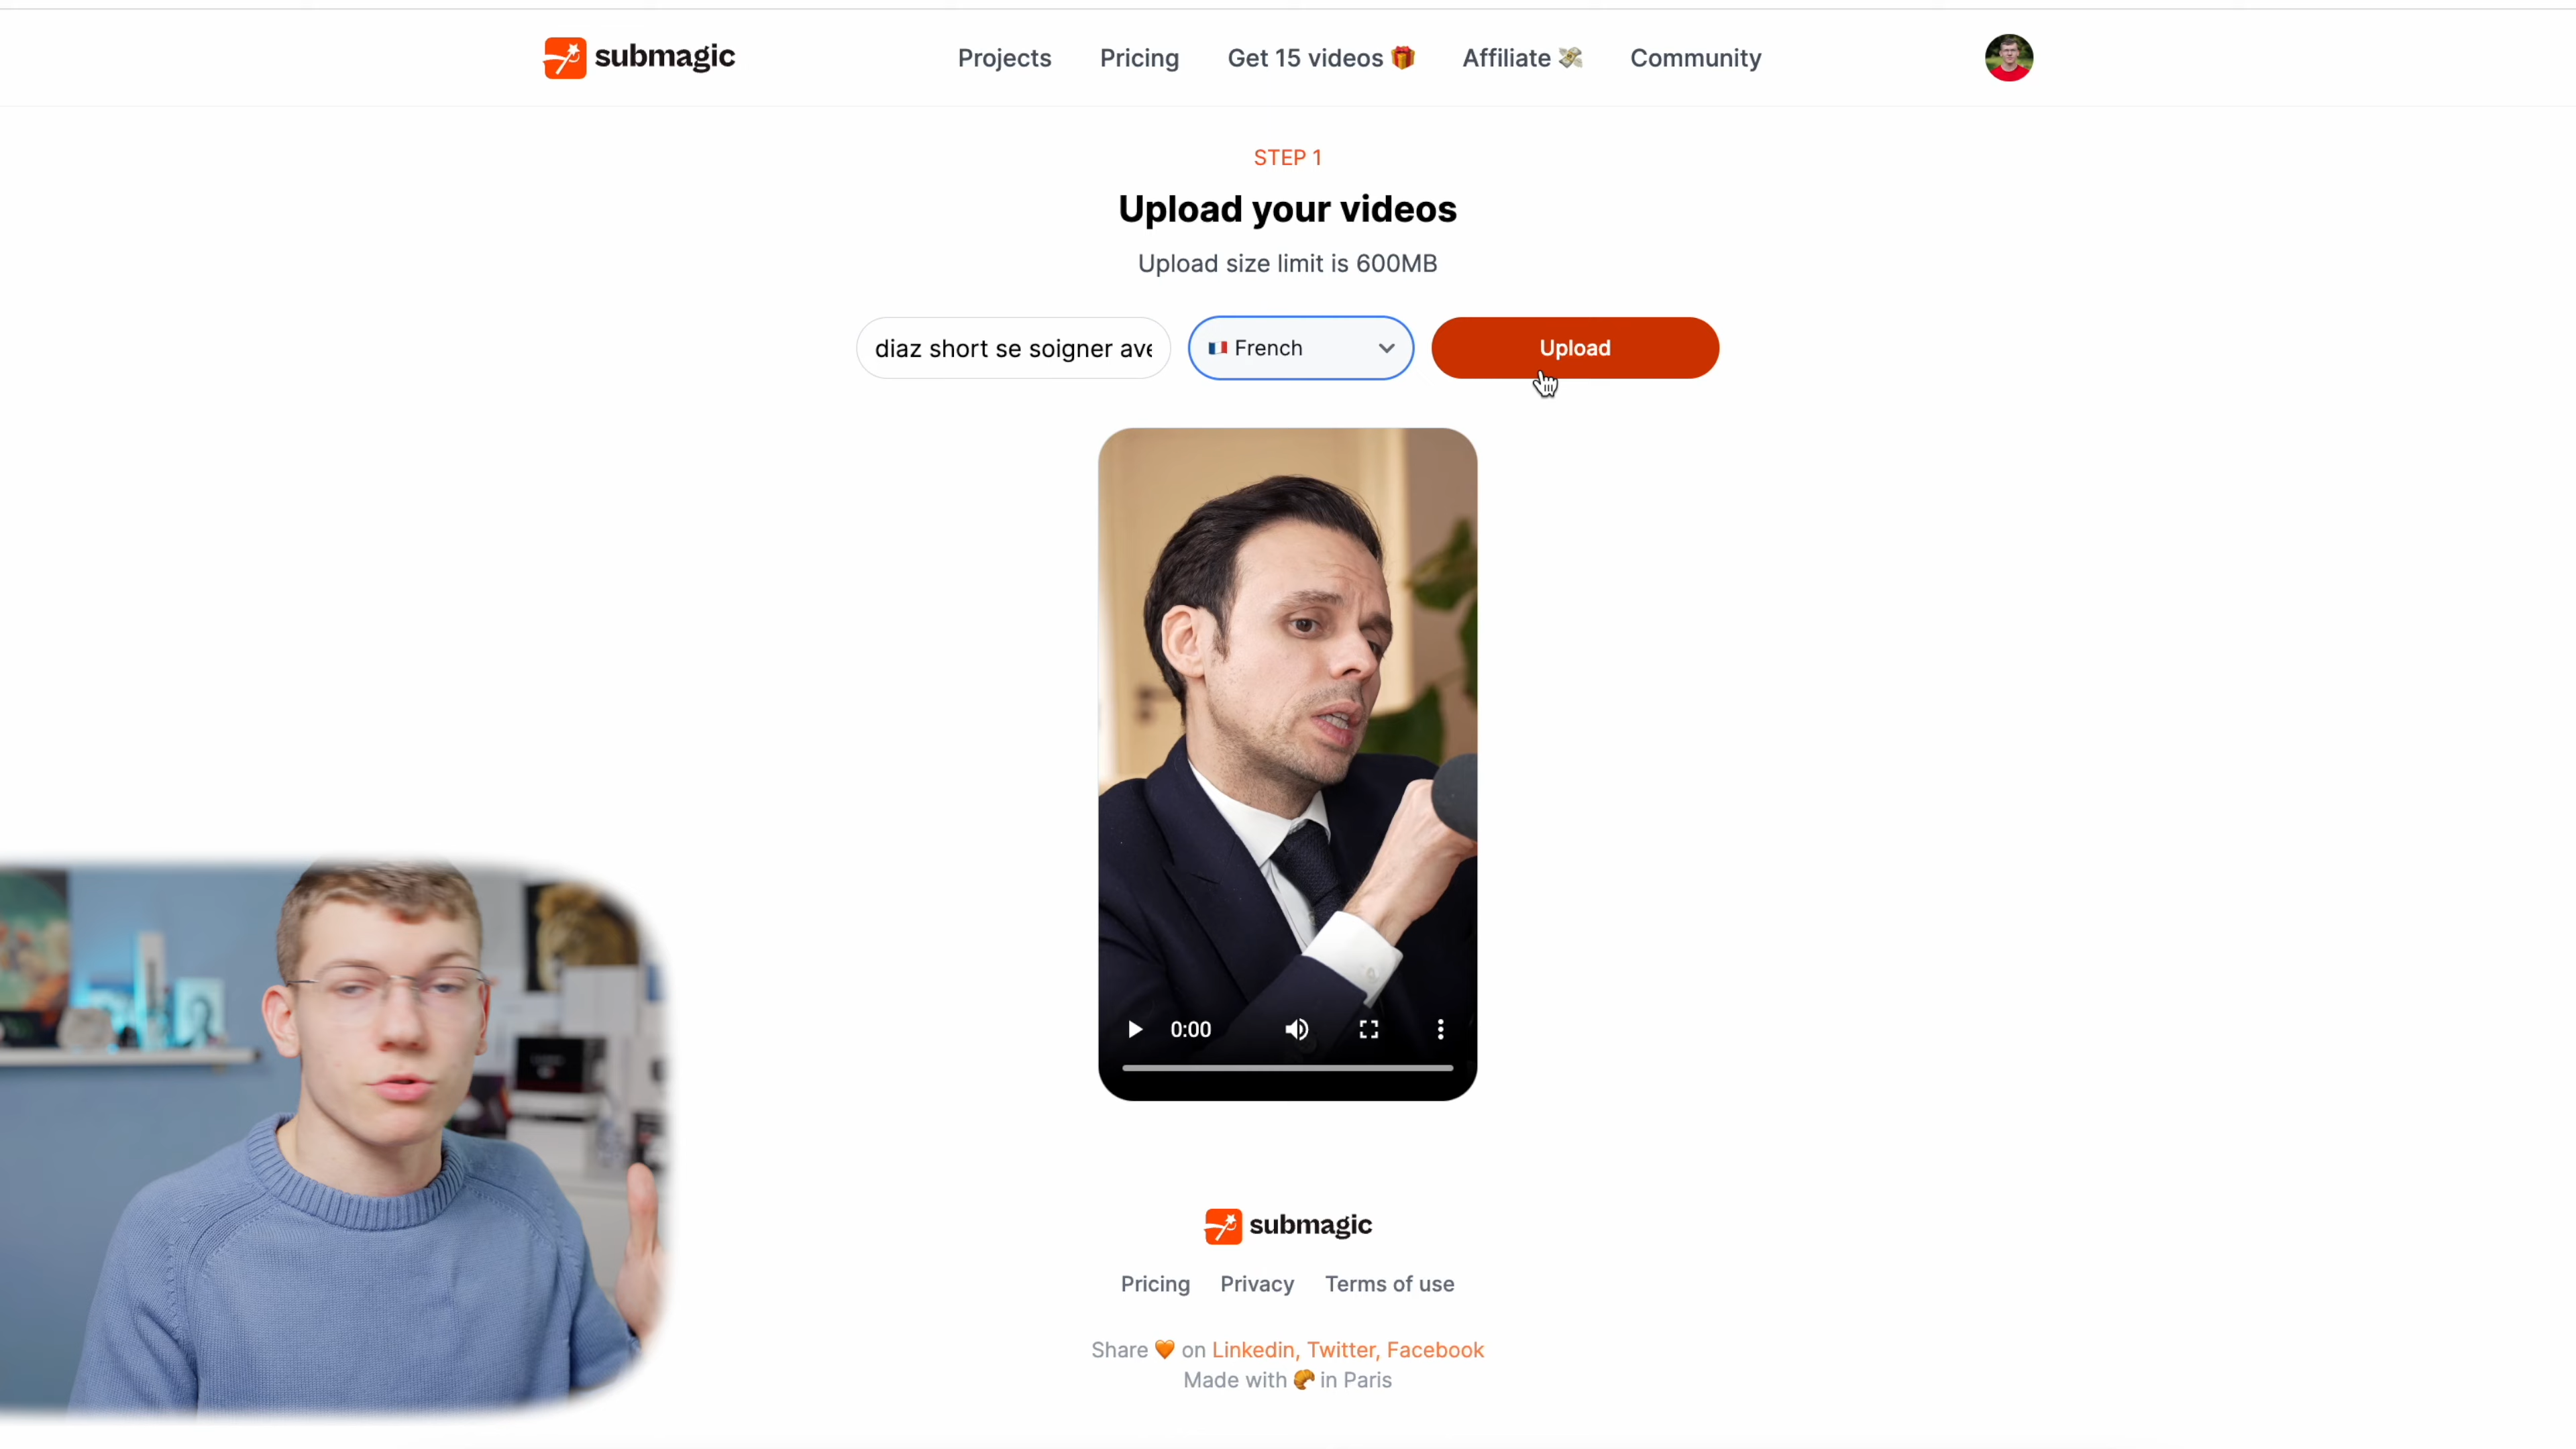 submagic
Projects
Pricing
Get 15 videos 🎁
Affiliate 💸
Community
STEP 1
Upload your videos
Upload size limit is 600MB
diaz short se soigner ave
🇫🇷 French
Upload
0:00
submagic
Pricing Privacy Terms of use
Share 🧡 on Linkedin, Twitter, Facebook
Made with 🥐 in Paris